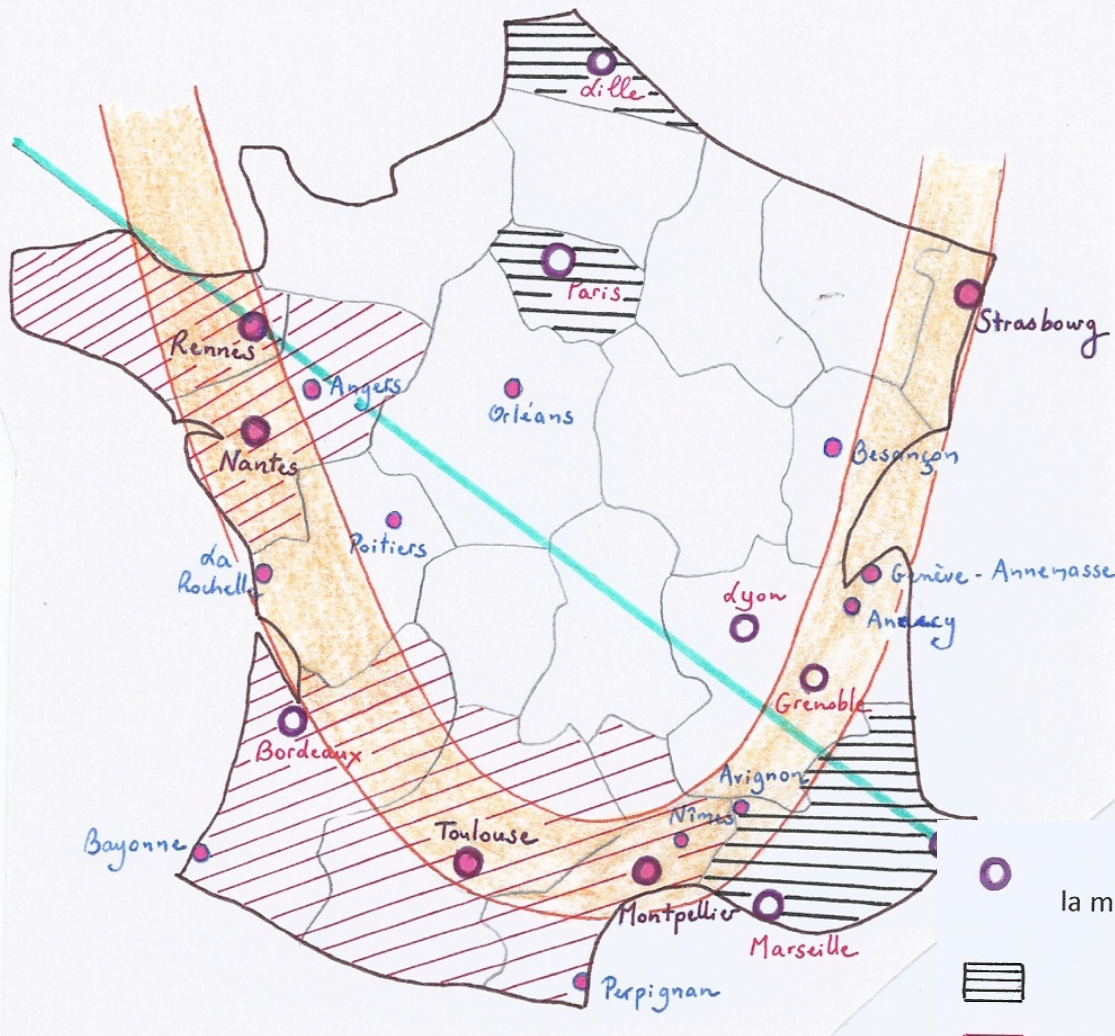 Lille
Paris
Strasbourg
Rennes
Angers
Orléans
Nantes
Besançon
Poitiers
La
Rochelle
Genève - Annemasse
Lyon
Annecy
Grenoble
Bordeaux
Avignon
Nîmes
Toulouse
Bayonne
la m
Montpellier
Marseille
Perpignan